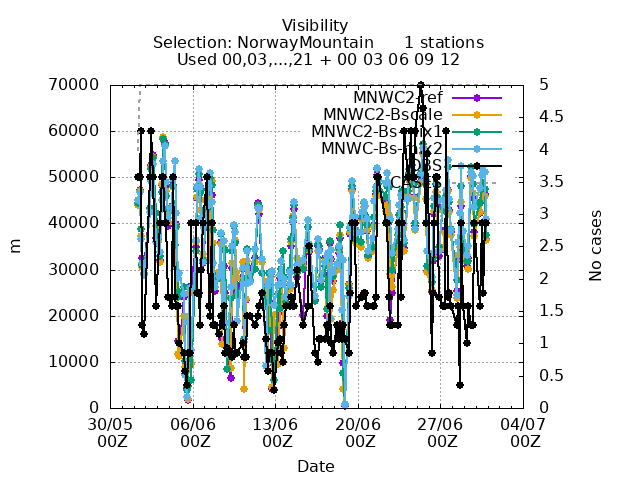 Visibility
Selection: NorwayMountain 1 stations
Used 00,03,...,21 + 00 03 06 09 12
70000
60000
50000
40000
30000
20000
10000
0
m
5
4.5
4
3.5
3
2.5
2
1.5
1
0.5
0
No cases
MNWC2-ref
MNWC2-Bscale
OBS
30/05 00Z
06/06 00Z
13/06 00Z
20/06 00Z
27/06 00Z
04/07 00Z
Date